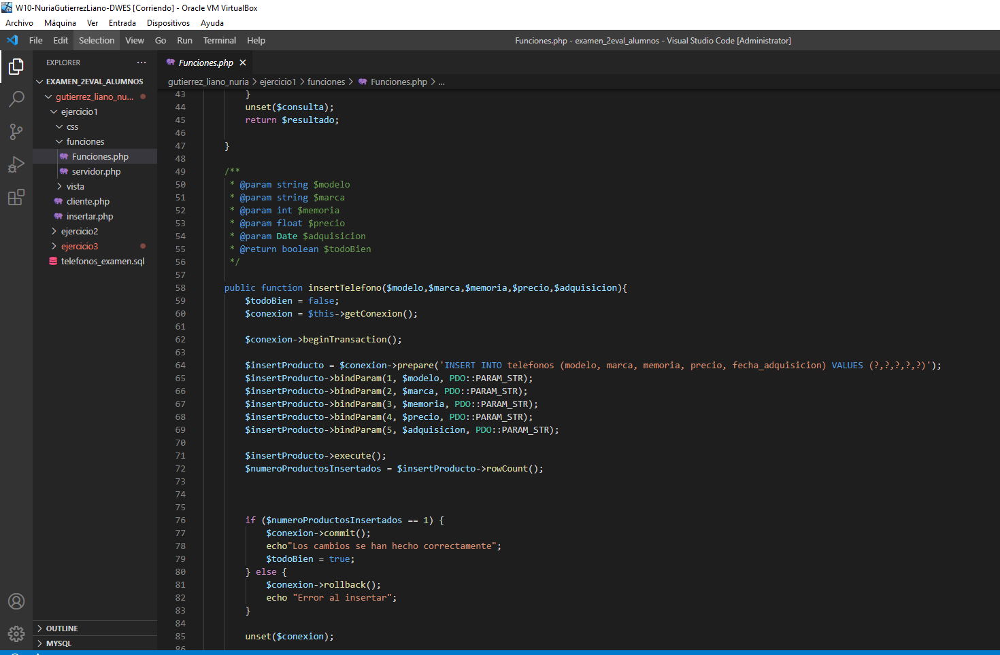 W10-NuriaGutierrezLiano-DWES [Corriendo] - Oracle VM VirtualBox
Archivo Máquina Ver Entrada Dispositivos Ayuda
File Edit Selection View Go Run Terminal Help
Funciones.php - examen_2eval_alumnos - Visual Studio Code [Administrator]
EXPLORER ...
EXAMEN_2EVAL_ALUMNOS
gutierrez_liano_nu...
ejercicio1
css
funciones
Funciones.php
servidor.php
vista
cliente.php
insertar.php
ejercicio2
ejercicio3
telefonos_examen.sql
OUTLINE
MYSQL
Funciones.php
gutierrez_liano_nuria > ejercicio1 > funciones > Funciones.php > ...
43 }
44 unset($consulta);
45 return $resultado;
46
47 }
48
49 /**
50 * @param string $modelo
51 * @param string $marca
52 * @param int $memoria
53 * @param float $precio
54 * @param Date $adquisicion
55 * @return boolean $todoBien
56 */
57
58 public function insertTelefono($modelo,$marca,$memoria,$precio,$adquisicion){
59 $todoBien = false;
60 $conexion = $this->getConexion();
61
62 $conexion->beginTransaction();
63
64 $insertProducto = $conexion->prepare('INSERT INTO telefonos (modelo, marca, memoria, precio, fecha_adquisicion) VALUES (?,?,?,?,?)');
65 $insertProducto->bindParam(1, $modelo, PDO::PARAM_STR);
66 $insertProducto->bindParam(2, $marca, PDO::PARAM_STR);
67 $insertProducto->bindParam(3, $memoria, PDO::PARAM_STR);
68 $insertProducto->bindParam(4, $precio, PDO::PARAM_STR);
69 $insertProducto->bindParam(5, $adquisicion, PDO::PARAM_STR);
70
71 $insertProducto->execute();
72 $numeroProductosInsertados = $insertProducto->rowCount();
73
74
75
76 if ($numeroProductosInsertados == 1) {
77 $conexion->commit();
78 echo"Los cambios se han hecho correctamente";
79 $todoBien = true;
80 } else {
81 $conexion->rollback();
82 echo "Error al insertar";
83 }
84
85 unset($conexion);
86